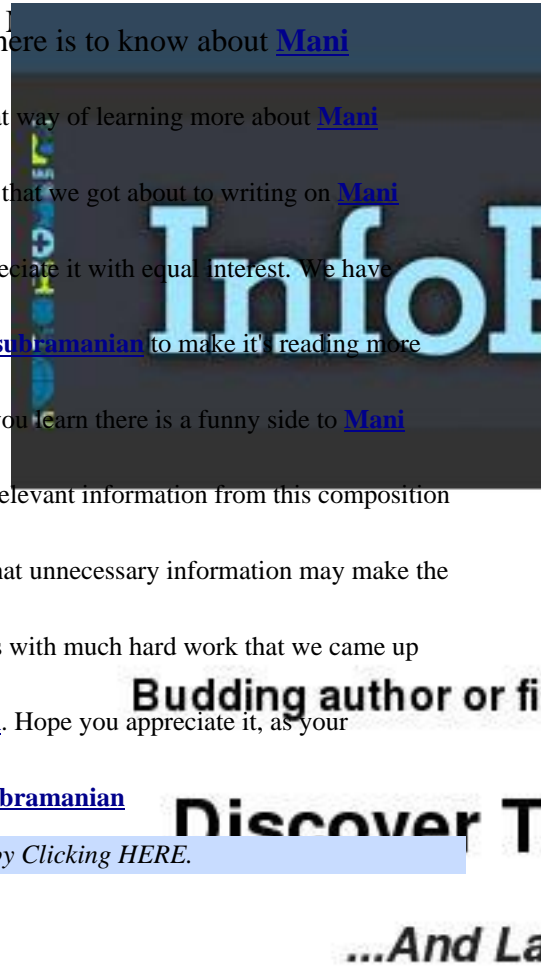 here is to know about Mani
way of learning more about Mani
that we got about to writing on Mani
eciate it with equal interest. We have
InfoP
subramanian to make it's reading more
you learn there is a funny side to Mani
elevant information from this composition
hat unnecessary information may make the
s with much hard work that we came up
Budding author or fi
. Hope you appreciate it, as your
bramanian
Discover T
by Clicking HERE.
...And La